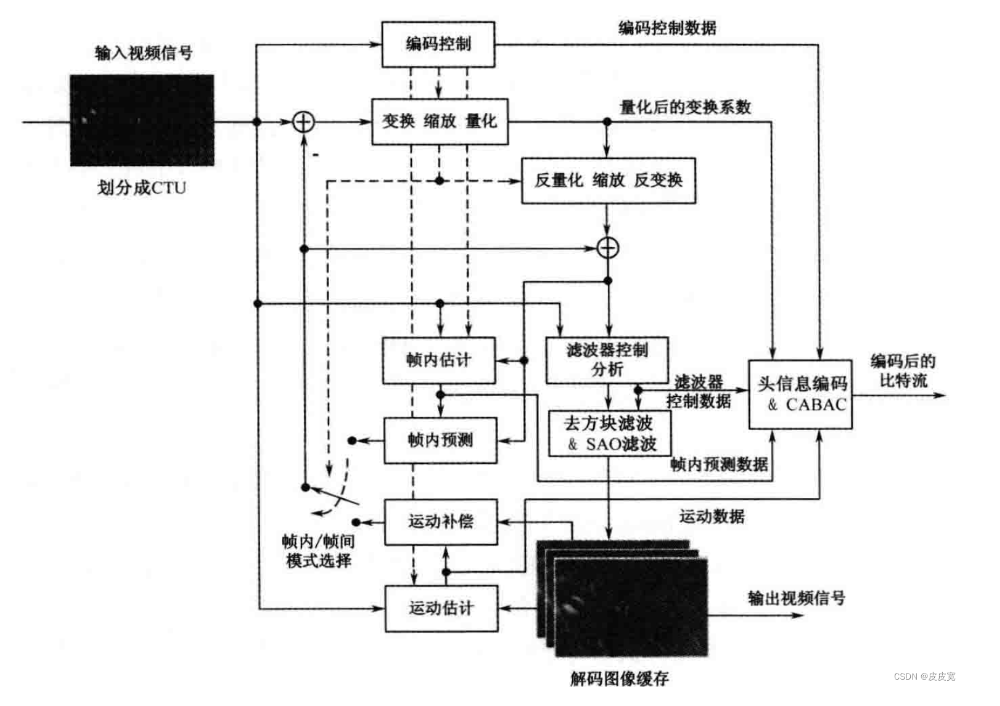 编码控制
编码控制数据
输入视频信号
划分成CTU
变换 缩放 量化
量化后的变换系数
-
反量化 缩放 反变换
帧内估计
滤波器控制
分析
滤波器
控制数据
头信息编码
& CABAC
编码后的
比特流
帧内预测
去方块滤波
& SAO滤波
帧内预测数据
帧内/帧间
模式选择
运动补偿
运动数据
运动估计
输出视频信号
解码图像缓存
CSDN @皮皮宽